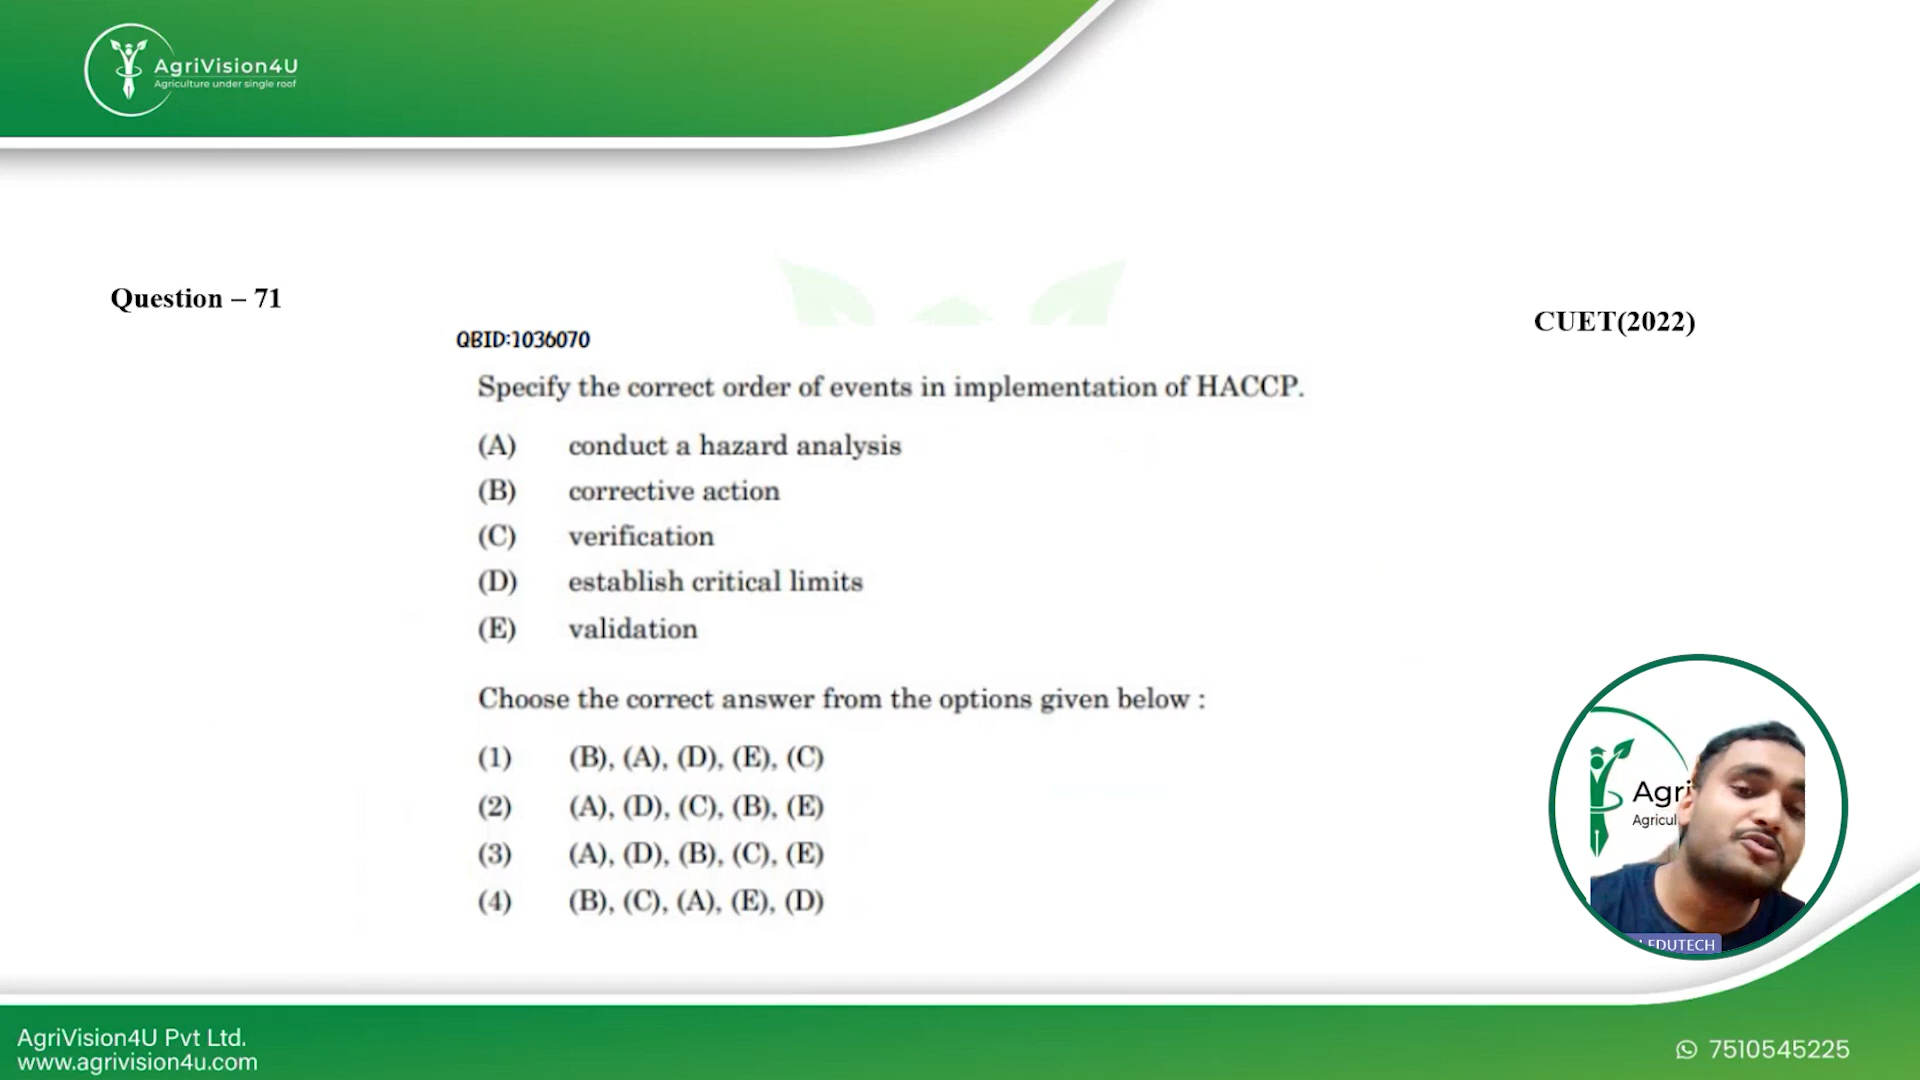 AgriVision4U
Agriculture under single roof
Question – 71
CUET(2022)
QBID:1036070
Specify the correct order of events in implementation of HACCP.
(A) conduct a hazard analysis
(B) corrective action
(C) verification
(D) establish critical limits
(E) validation
Choose the correct answer from the options given below :
(1) (B), (A), (D), (E), (C)
(2) (A), (D), (C), (B), (E)
(3) (A), (D), (B), (C), (E)
(4) (B), (C), (A), (E), (D)
Agri
Agricul
EDUTECH
AgriVision4U Pvt Ltd.
www.agrivision4u.com
7510545225